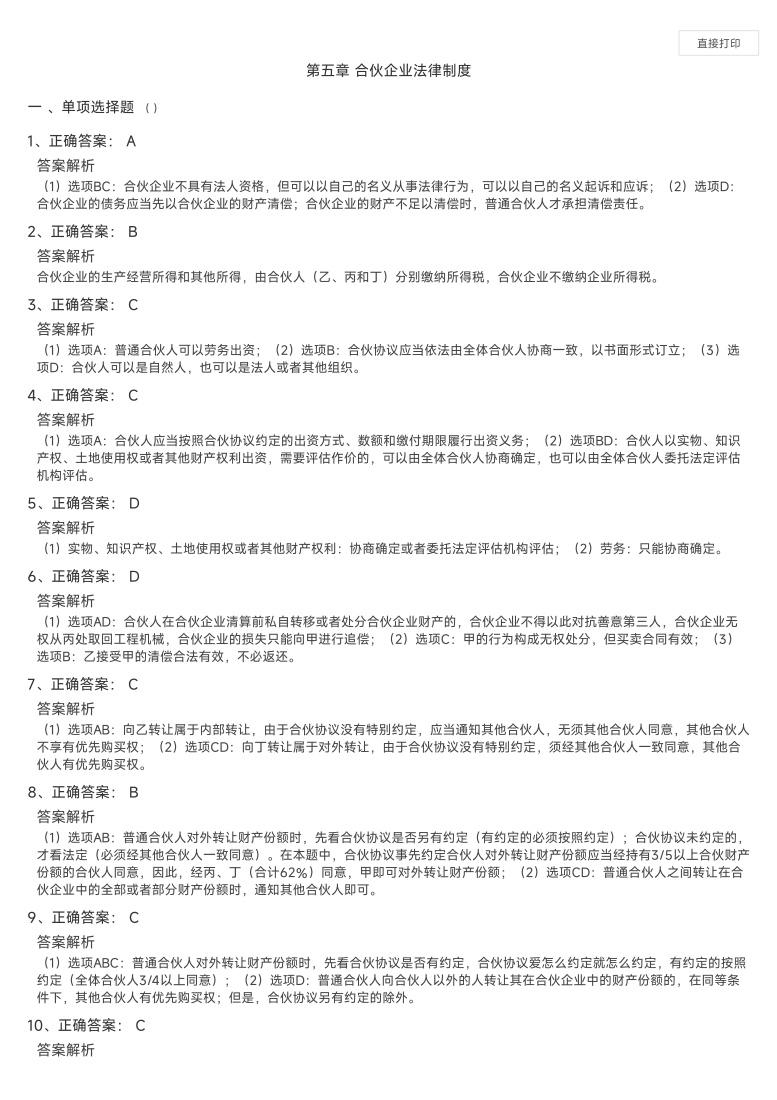 直接打印
第五章 合伙企业法律制度
一 、单项选择题 （ ）
1、正确答案： A
答案解析
（1）选项BC：合伙企业不具有法人资格，但可以以自己的名义从事法律行为，可以以自己的名义起诉和应诉；（2）选项D：
合伙企业的债务应当先以合伙企业的财产清偿；合伙企业的财产不足以清偿时，普通合伙人才承担清偿责任。
2、正确答案： B
答案解析
合伙企业的生产经营所得和其他所得，由合伙人（乙、丙和丁）分别缴纳所得税，合伙企业不缴纳企业所得税。
3、正确答案： C
答案解析
（1）选项A：普通合伙人可以劳务出资；（2）选项B：合伙协议应当依法由全体合伙人协商一致，以书面形式订立；（3）选
项D：合伙人可以是自然人，也可以是法人或者其他组织。
4、正确答案： C
答案解析
（1）选项A：合伙人应当按照合伙协议约定的出资方式、数额和缴付期限履行出资义务；（2）选项BD：合伙人以实物、知识
产权、土地使用权或者其他财产权利出资，需要评估作价的，可以由全体合伙人协商确定，也可以由全体合伙人委托法定评估
机构评估。
5、正确答案： D
答案解析
（1）实物、知识产权、土地使用权或者其他财产权利：协商确定或者委托法定评估机构评估；（2）劳务：只能协商确定。
6、正确答案： D
答案解析
（1）选项AD：合伙人在合伙企业清算前私自转移或者处分合伙企业财产的，合伙企业不得以此对抗善意第三人，合伙企业无
权从丙处取回工程机械，合伙企业的损失只能向甲进行追偿；（2）选项C：甲的行为构成无权处分，但买卖合同有效；（3）
选项B：乙接受甲的清偿合法有效，不必返还。
7、正确答案： C
答案解析
（1）选项AB：向乙转让属于内部转让，由于合伙协议没有特别约定，应当通知其他合伙人，无须其他合伙人同意，其他合伙人
不享有优先购买权；（2）选项CD：向丁转让属于对外转让，由于合伙协议没有特别约定，须经其他合伙人一致同意，其他合
伙人有优先购买权。
8、正确答案： B
答案解析
（1）选项AB：普通合伙人对外转让财产份额时，先看合伙协议是否另有约定（有约定的必须按照约定）；合伙协议未约定的，
才看法定（必须经其他合伙人一致同意）。在本题中，合伙协议事先约定合伙人对外转让财产份额应当经持有3/5以上合伙财产
份额的合伙人同意，因此，经丙、丁（合计62%）同意，甲即可对外转让财产份额；（2）选项CD：普通合伙人之间转让在合
伙企业中的全部或者部分财产份额时，通知其他合伙人即可。
9、正确答案： C
答案解析
（1）选项ABC：普通合伙人对外转让财产份额时，先看合伙协议是否有约定，合伙协议爱怎么约定就怎么约定，有约定的按照
约定（全体合伙人3/4以上同意）；（2）选项D：普通合伙人向合伙人以外的人转让其在合伙企业中的财产份额的，在同等条
件下，其他合伙人有优先购买权；但是，合伙协议另有约定的除外。
10、正确答案： C
答案解析